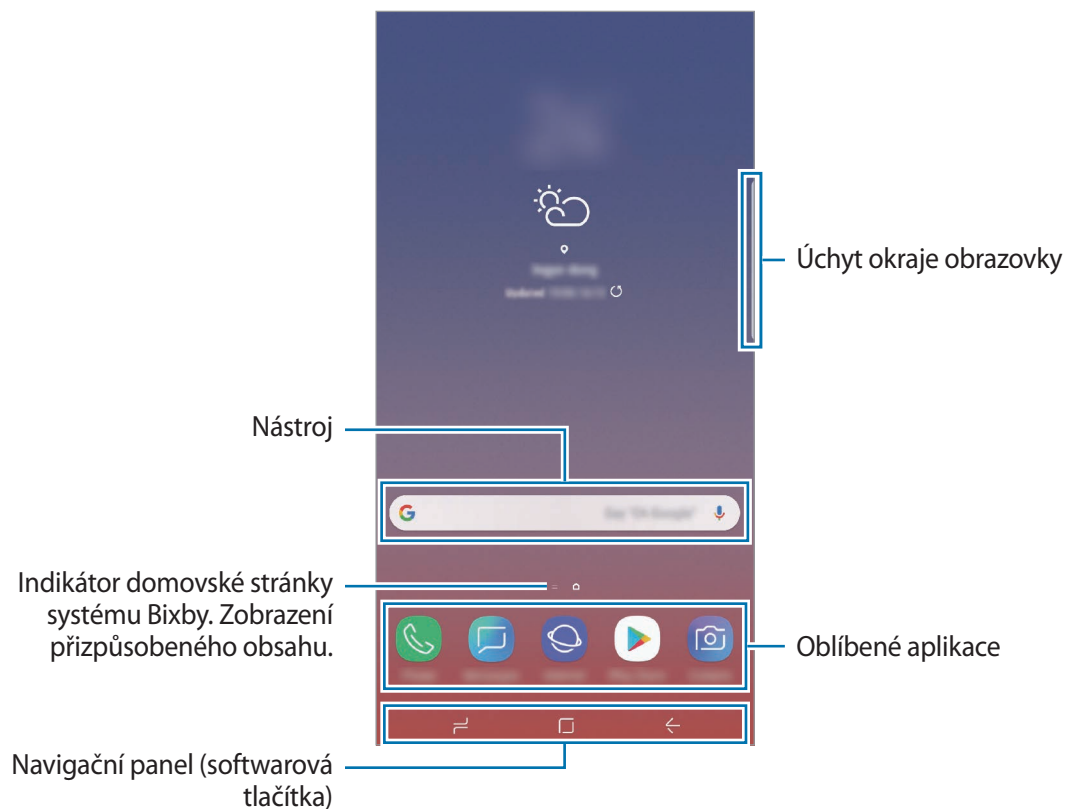 Úchyt okraje obrazovky
Nástroj
Indikátor domovské stránky
systému Bixby. Zobrazení
přizpůsobeného obsahu.
Oblíbené aplikace
Navigační panel (softwarová
tlačítka)